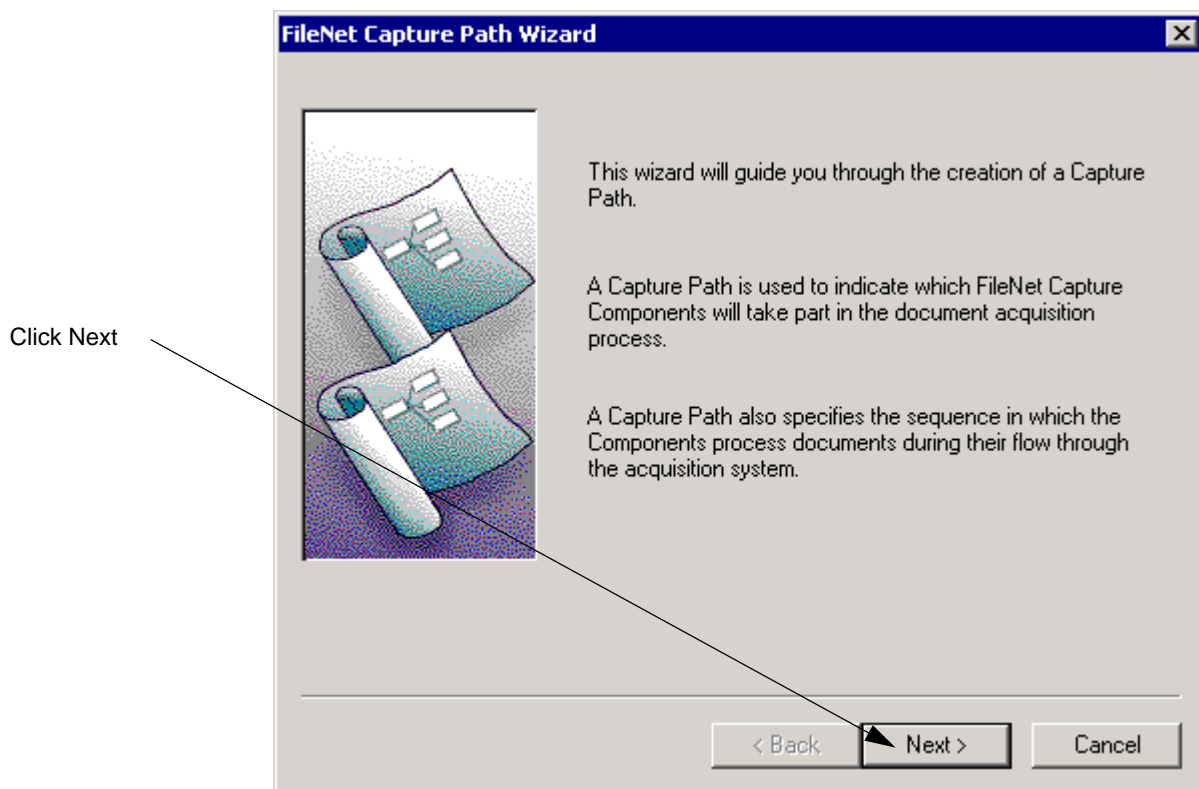 FileNet Capture Path Wizard
This wizard will guide you through the creation of a Capture
Path.
A Capture Path is used to indicate which FileNet Capture
Components will take part in the document acquisition
process.
Click Next
A Capture Path also specifies the sequence in which the
Components process documents during their flow through
the acquisition system.
< Back
Next >
Cancel